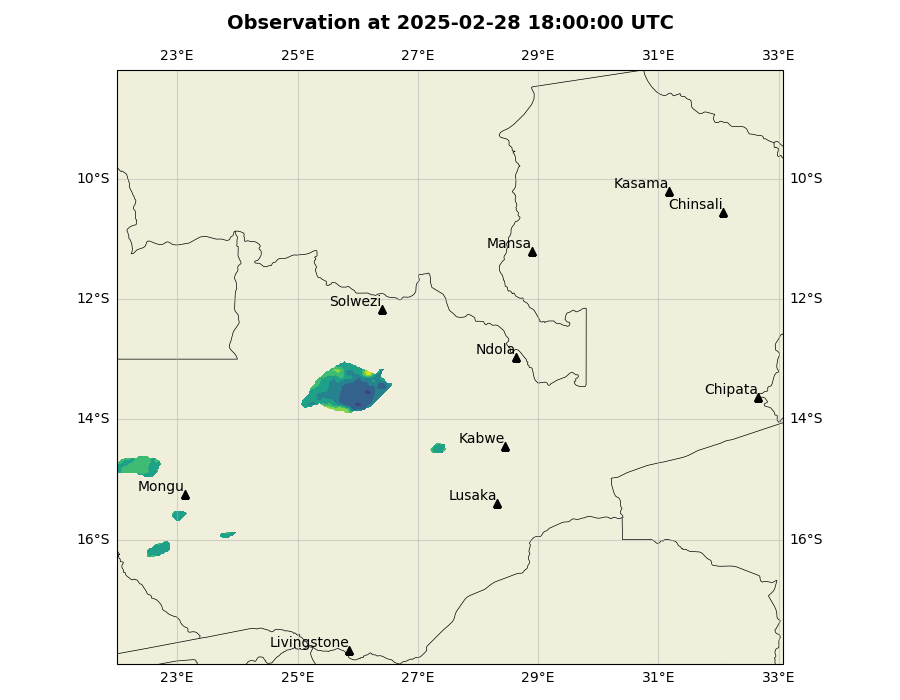 Observation at 2025-02-28 18:00:00 UTC
23°E 25°E 27°E 29°E 31°E 33°E
10°S 10°S
Kasama
Chinsali
Mansa
12°S 12°S
Solwezi
Ndola
Chipata
14°S 14°S
Kabwe
Mongu
Lusaka
16°S 16°S
Livingstone
23°E 25°E 27°E 29°E 31°E 33°E